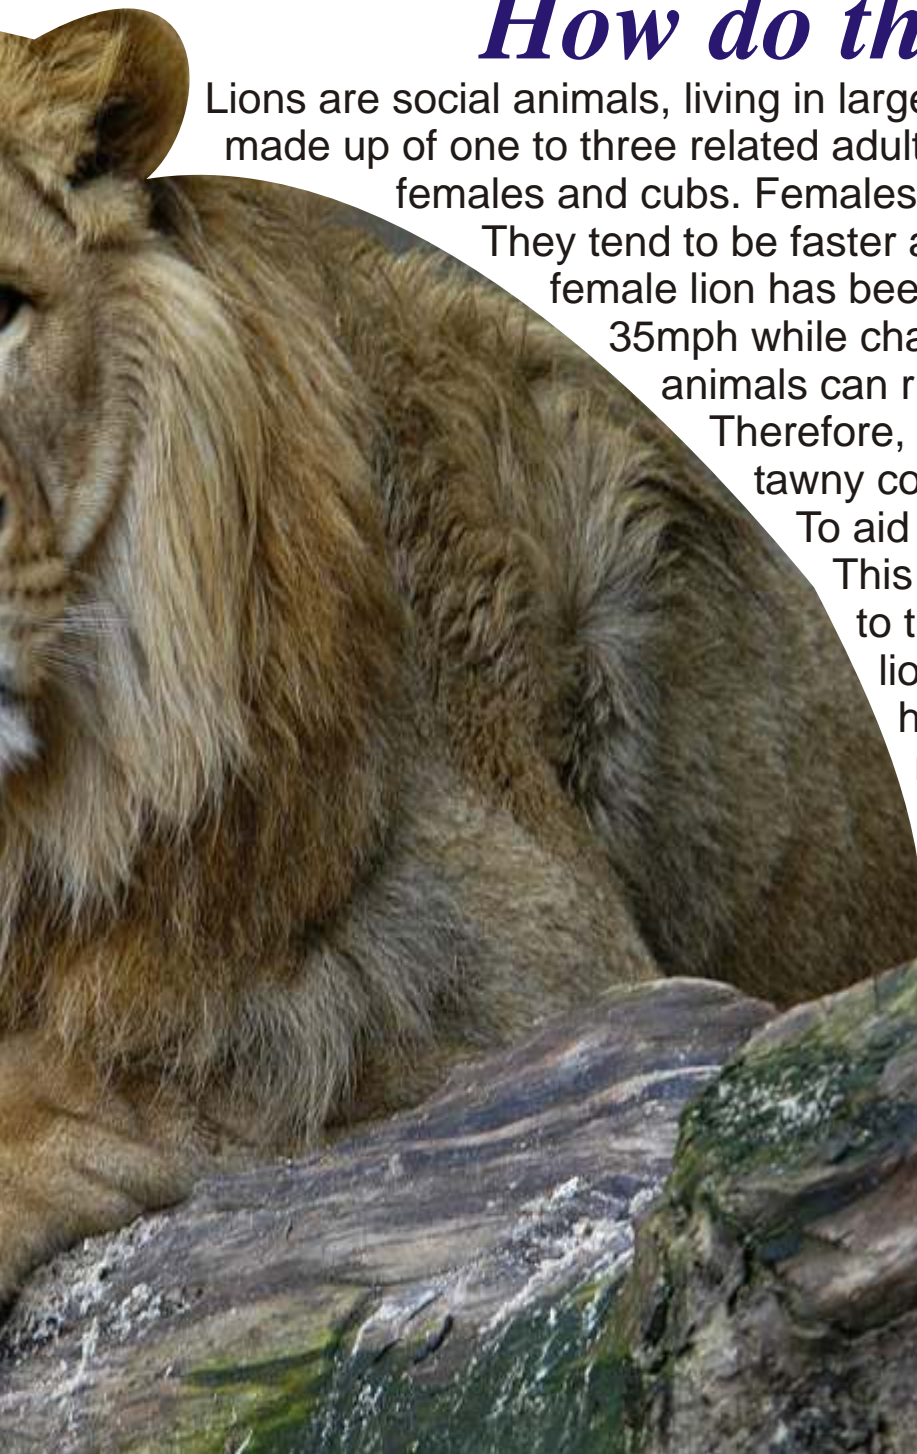 How do th
Lions are social animals, living in large
made up of one to three related adult
females and cubs. Females
They tend to be faster a
female lion has bee
35mph while cha
animals can r
Therefore,
tawny co
To aid
This
to t
lio
h